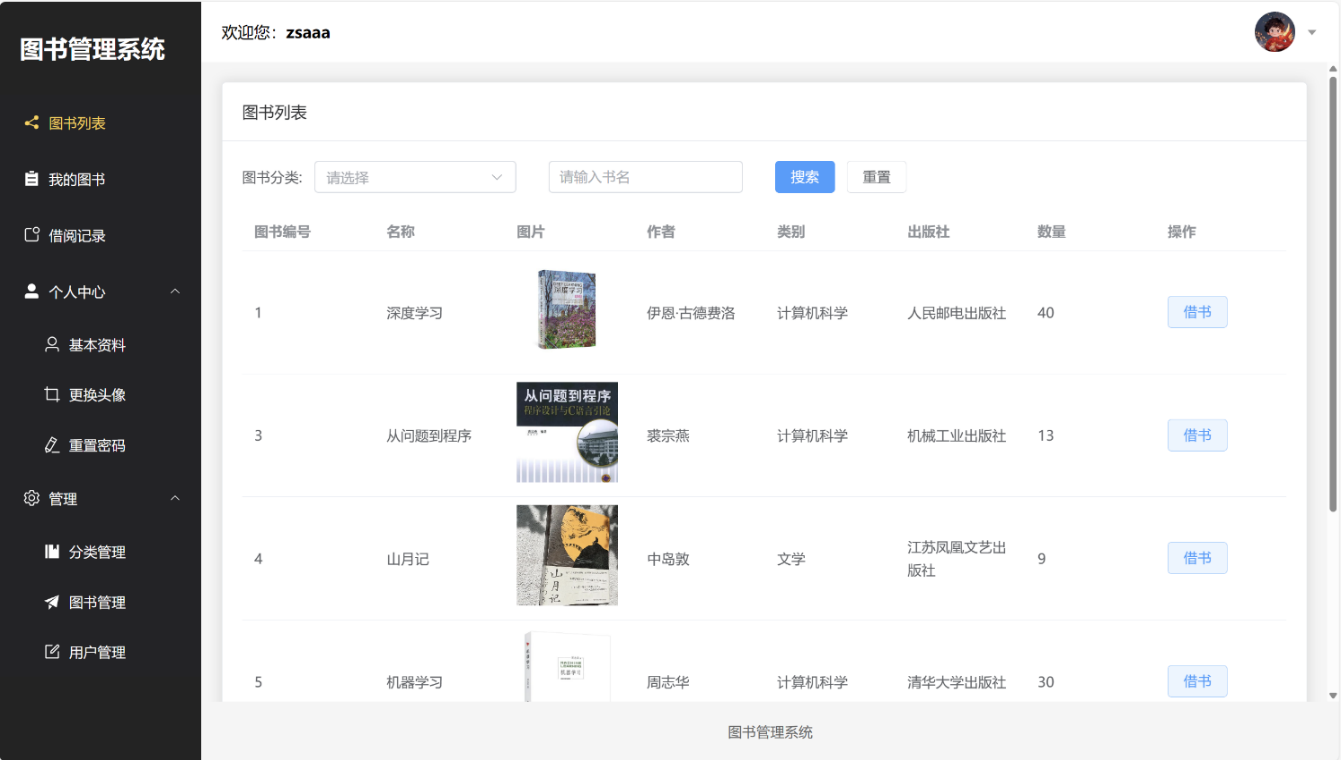 图书管理系统
欢迎您：zsaaa
图书列表
我的图书
借阅记录
个人中心
基本资料
更换头像
重置密码
管理
分类管理
图书管理
用户管理
图书列表
图书分类: 请选择 请输入书名 搜索 重置
图书编号 名称 图片 作者 类别 出版社 数量 操作
深度学习
1 深度学习 伊恩·古德费洛 计算机科学 人民邮电出版社 40 借书
从问题到程序
程序设计与C语言引论
3 从问题到程序 裘宗燕 计算机科学 机械工业出版社 13 借书
山月记
4 山月记 中岛敦 文学 江苏凤凰文艺出版社 9 借书
机器学习
5 机器学习 周志华 计算机科学 清华大学出版社 30 借书
图书管理系统